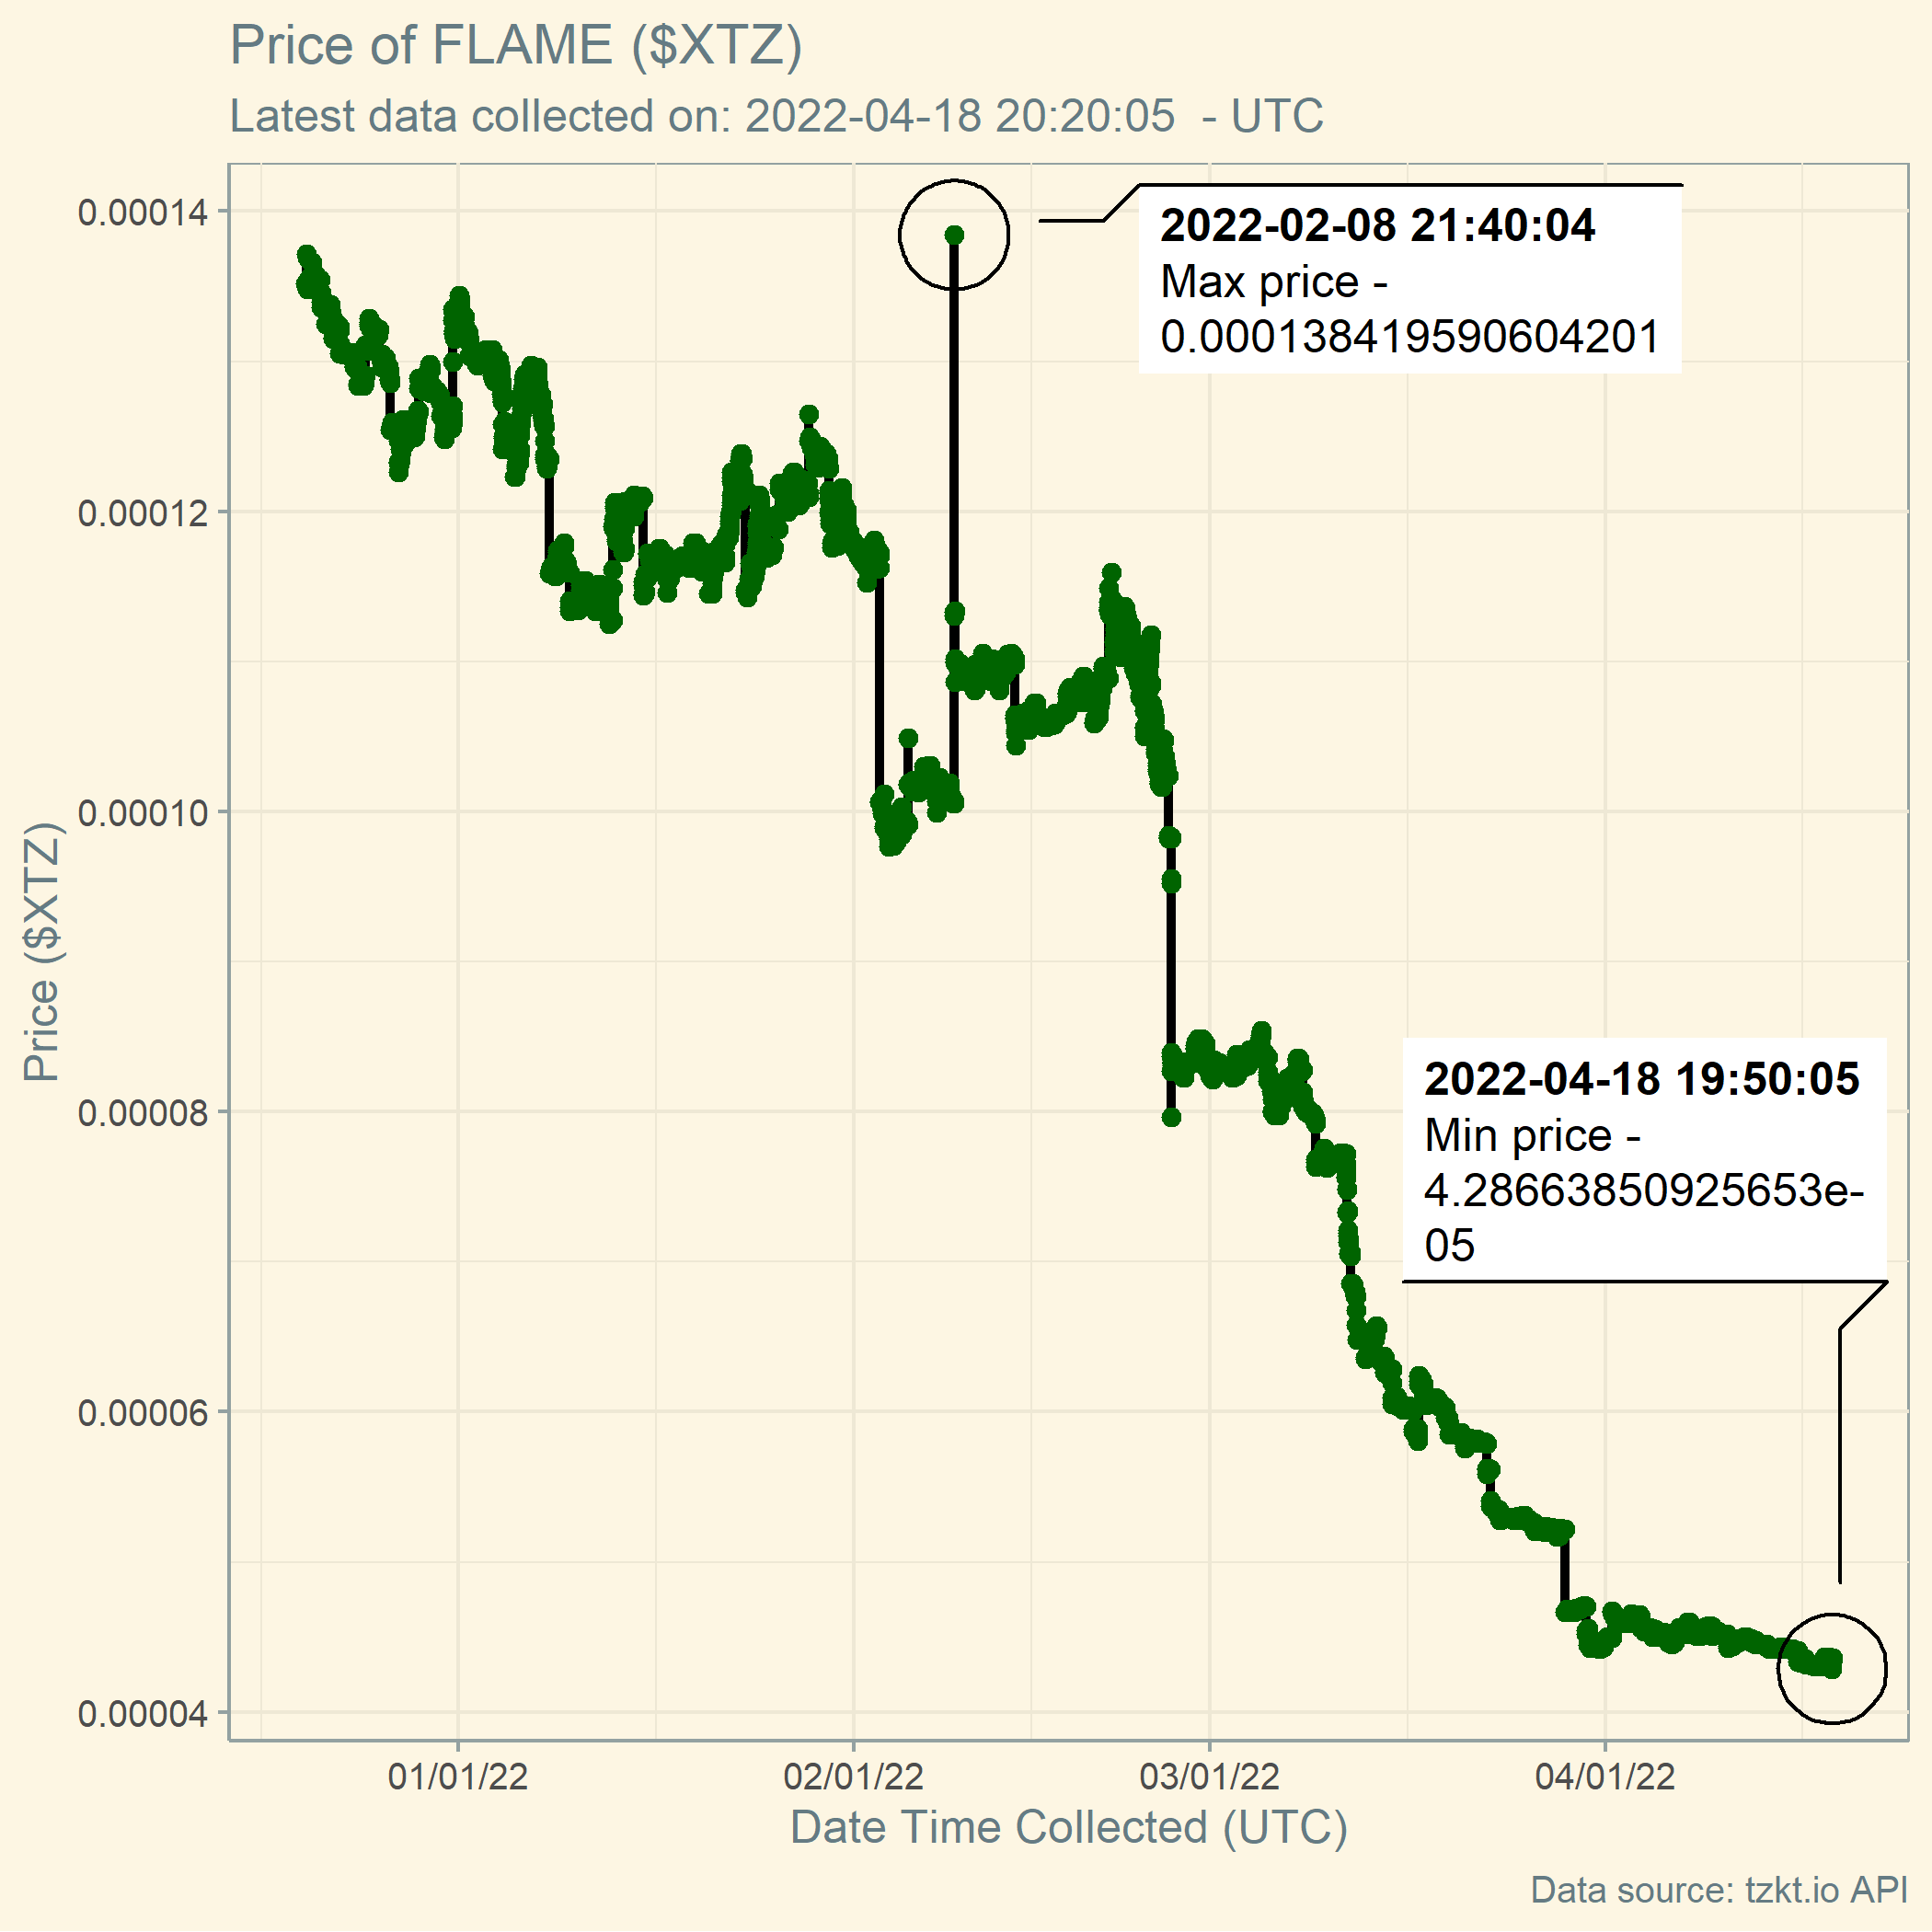 Price of FLAME ($XTZ)
Latest data collected on: 2022-04-18 20:20:05  - UTC
0.00014
0.00012
0.00010
0.00008
0.00006
0.00004
Price ($XTZ)
2022-02-08 21:40:04
Max price -
0.000138419590604201
2022-04-18 19:50:05
Min price -
4.28663850925653e-
05
01/01/22
02/01/22
03/01/22
04/01/22
Date Time Collected (UTC)
Data source: tzkt.io API